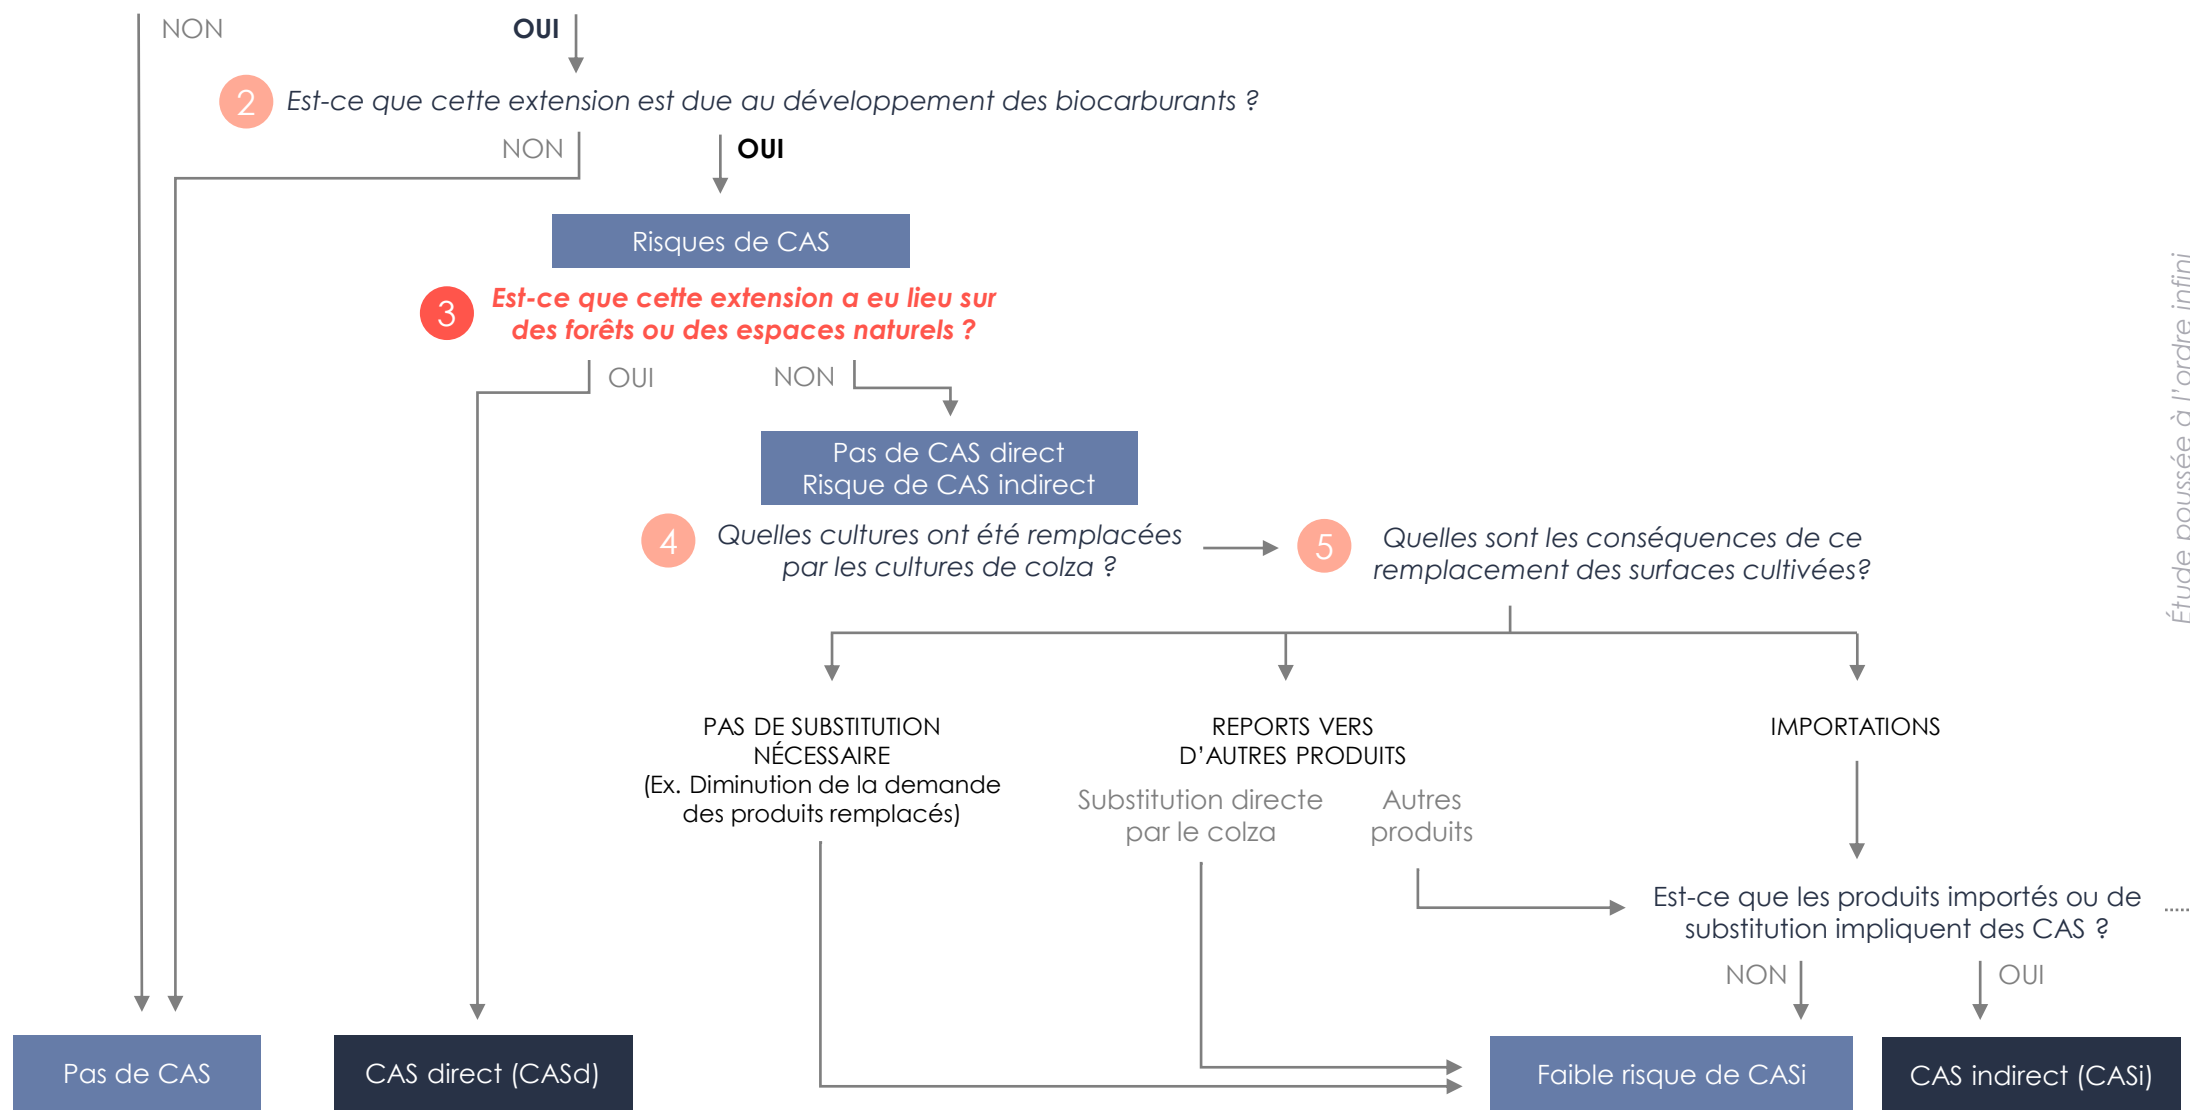 NON
OUI
2
Est-ce que cette extension est due au développement des biocarburants ?
NON
OUI
Risques de CAS
3
Est-ce que cette extension a eu lieu sur
des forêts ou des espaces naturels ?
OUI
NON
Pas de CAS direct
Risque de CAS indirect
4
Quelles cultures ont été remplacées
par les cultures de colza ?
5
Quelles sont les conséquences de ce
remplacement des surfaces cultivées?
Étude poussée à l’ordre infini
PAS DE SUBSTITUTION
NÉCESSAIRE
(Ex. Diminution de la demande
des produits remplacés)
REPORTS VERS
D’AUTRES PRODUITS
Substitution directe
par le colza
Autres
produits
IMPORTATIONS
Est-ce que les produits importés ou de
substitution impliquent des CAS ?
NON
OUI
Pas de CAS
CAS direct (CASd)
Faible risque de CASi
CAS indirect (CASi)